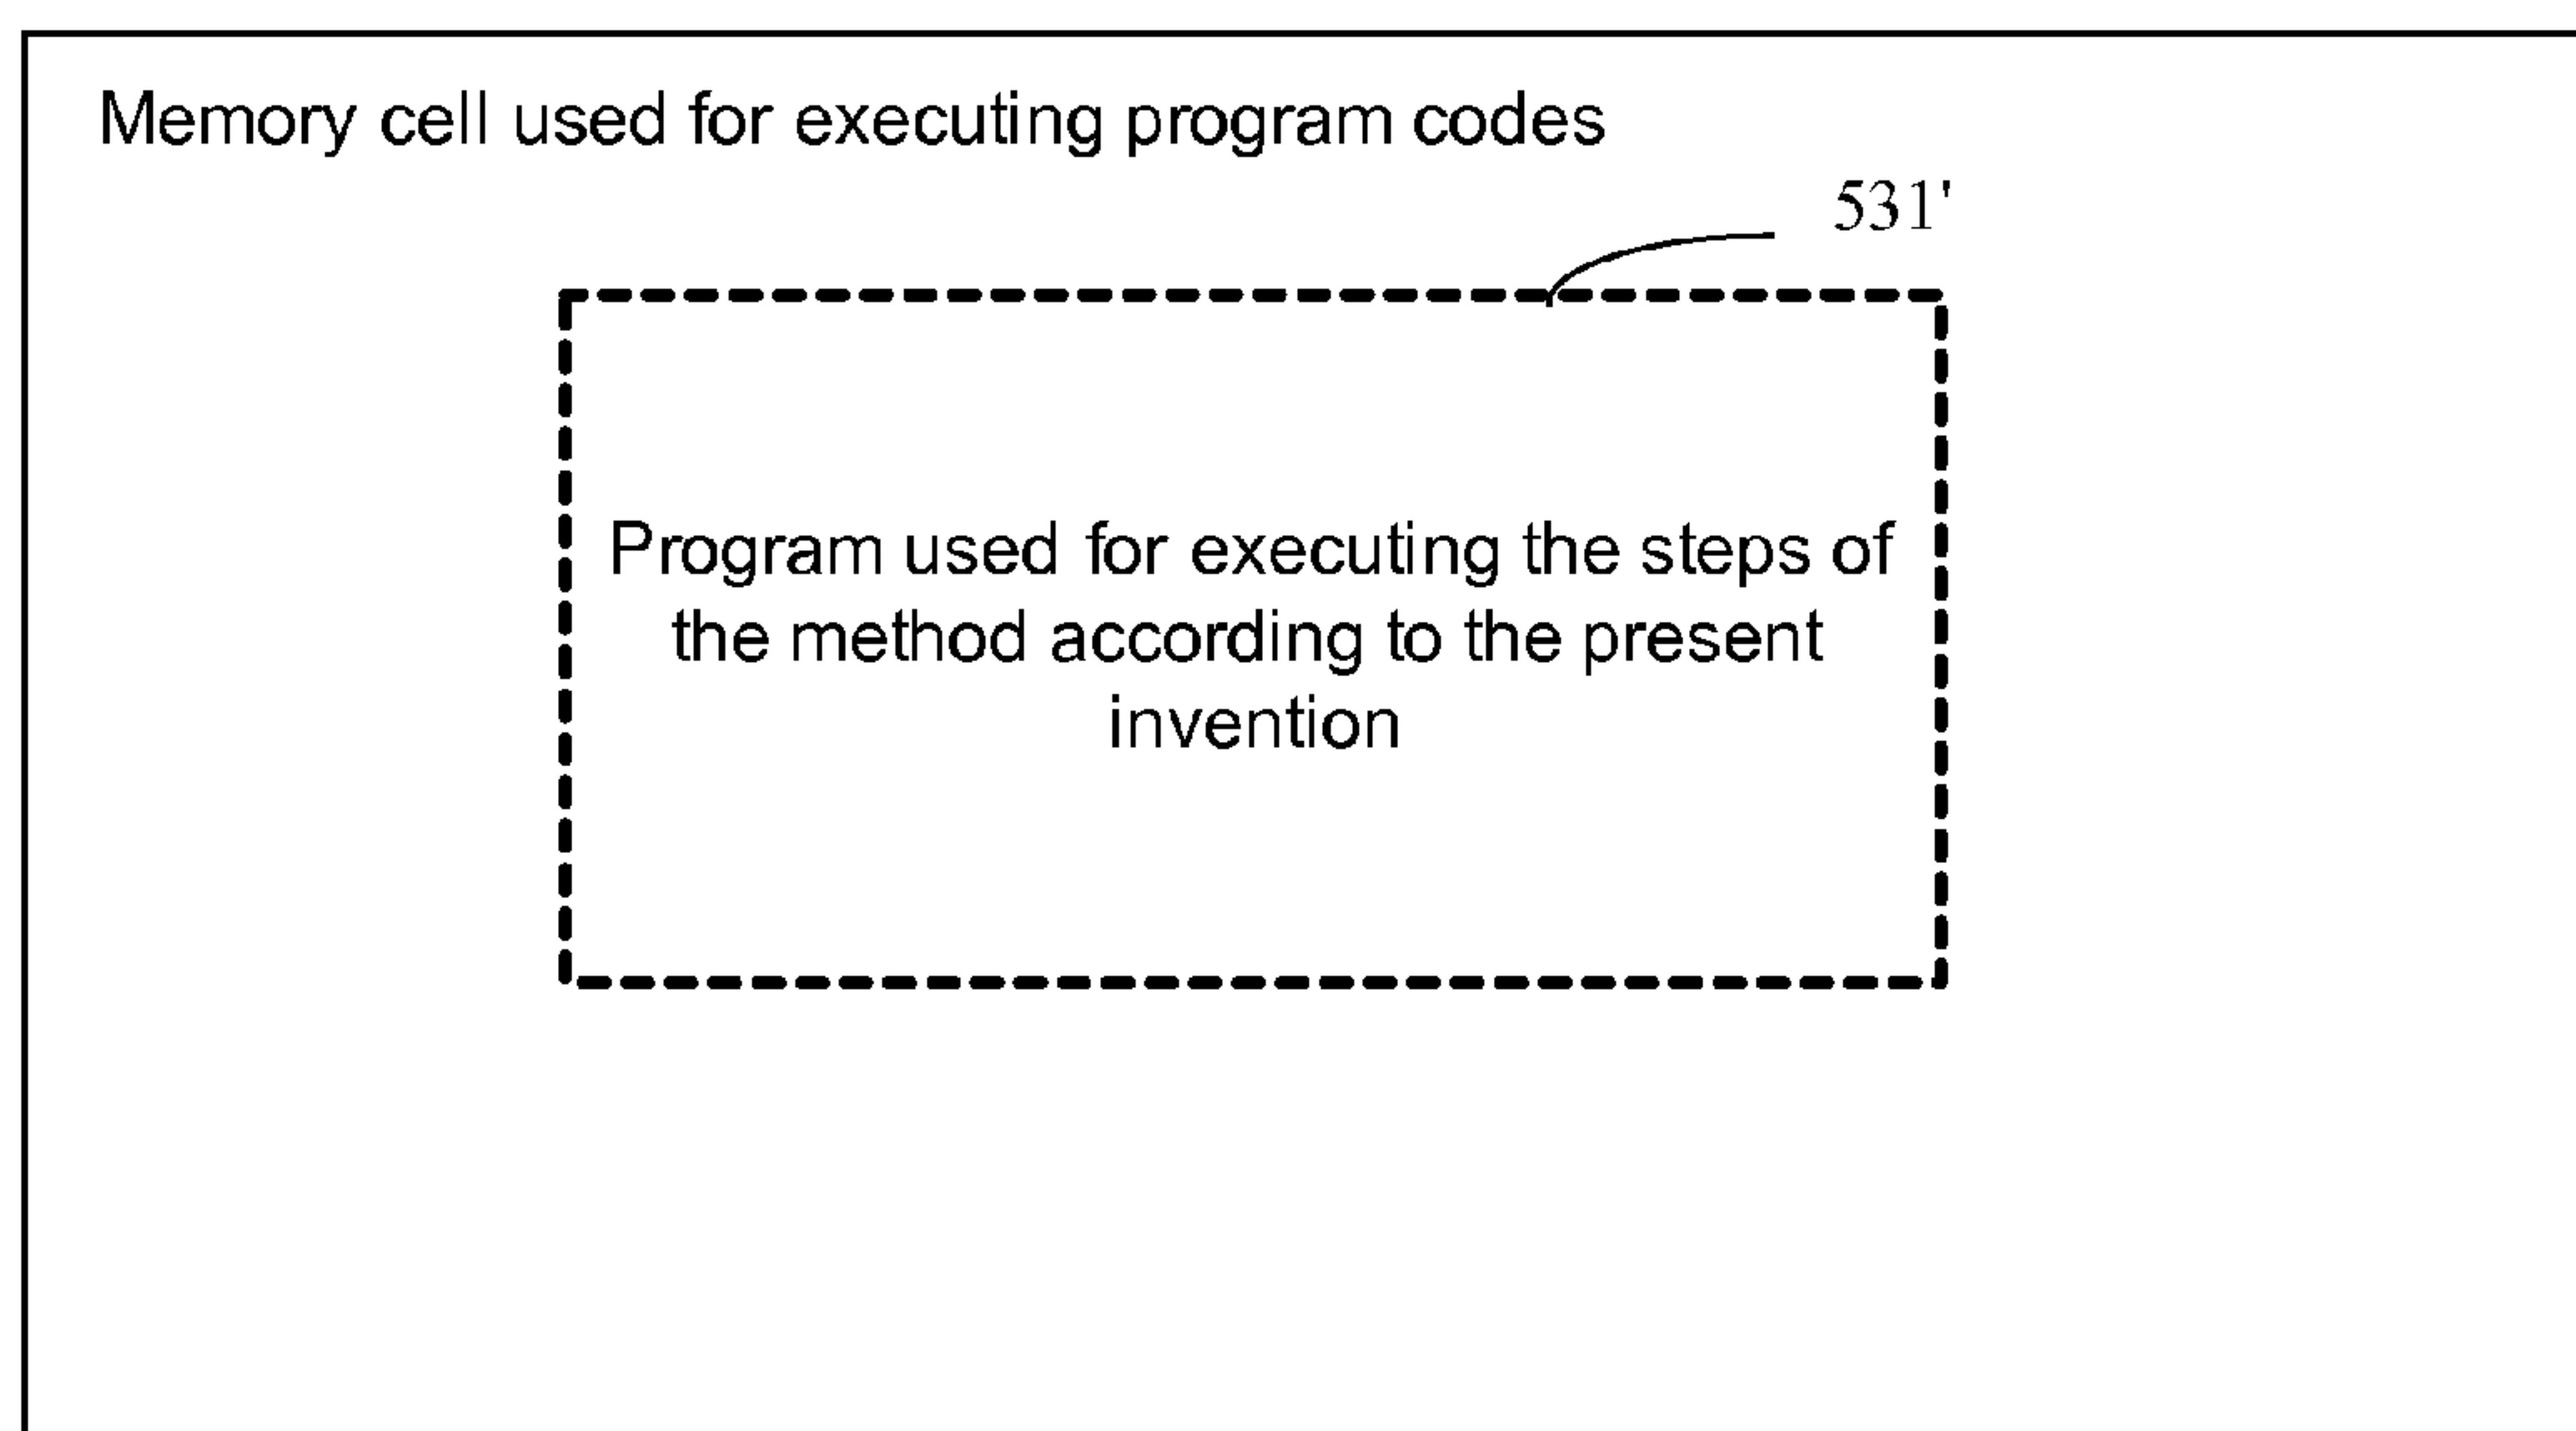 Memory cell used for executing program codes
531'
Program used for executing the steps of
the method according to the present
invention